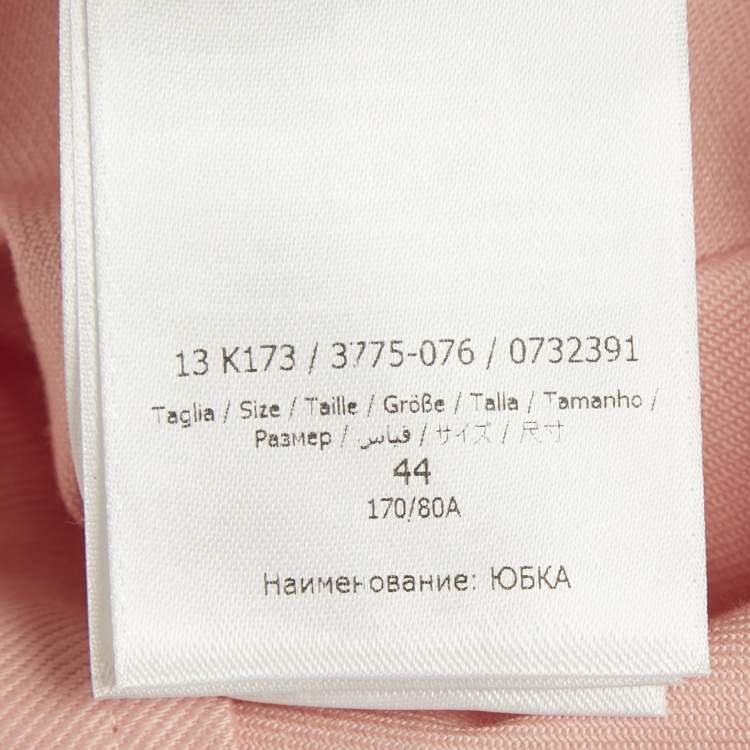 13 K173 / 3775-076 / 0732391
Taglia / Size / Taille / Größe / Talla / Tamanho /
Размер / قياس / サイズ / 尺寸
44
170/80A
Наименование: ЮБКА